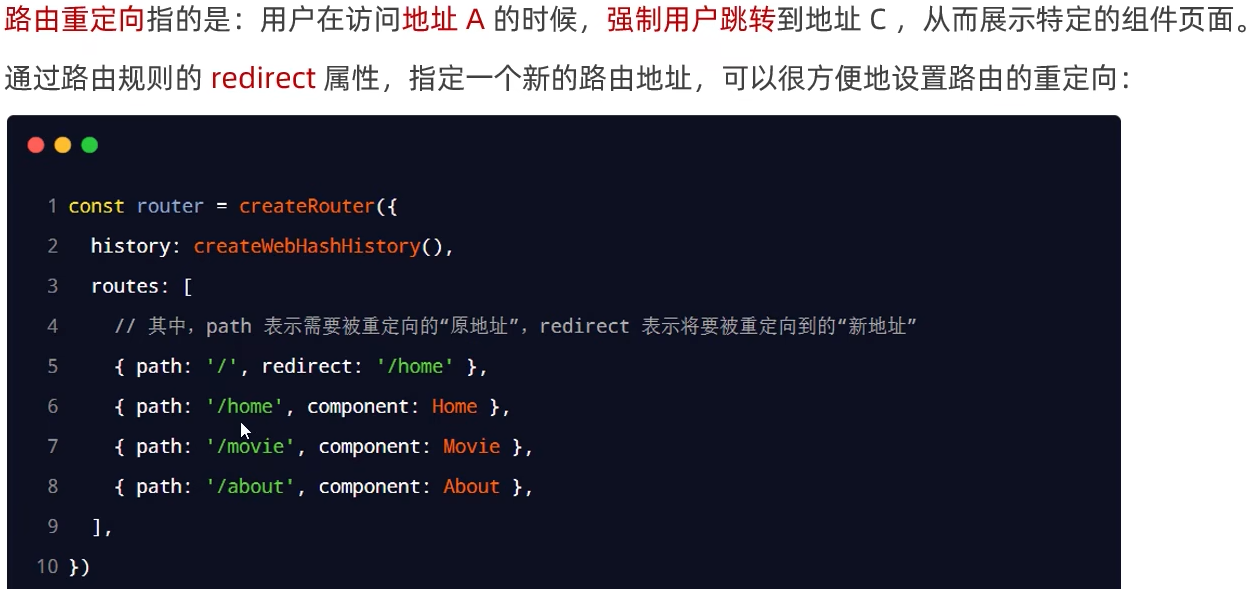 路由重定向指的是：用户在访问地址 A 的时候，强制用户跳转到地址 C ，从而展示特定的组件页面。
通过路由规则的 redirect 属性，指定一个新的路由地址，可以很方便地设置路由的重定向：
1 const router = createRouter({
2   history: createWebHashHistory(),
3   routes: [
4     // 其中，path 表示需要被重定向的“原地址”，redirect 表示将要被重定向到的“新地址”
5     { path: '/', redirect: '/home' },
6     { path: '/home', component: Home },
7     { path: '/movie', component: Movie },
8     { path: '/about', component: About },
9   ],
10 })